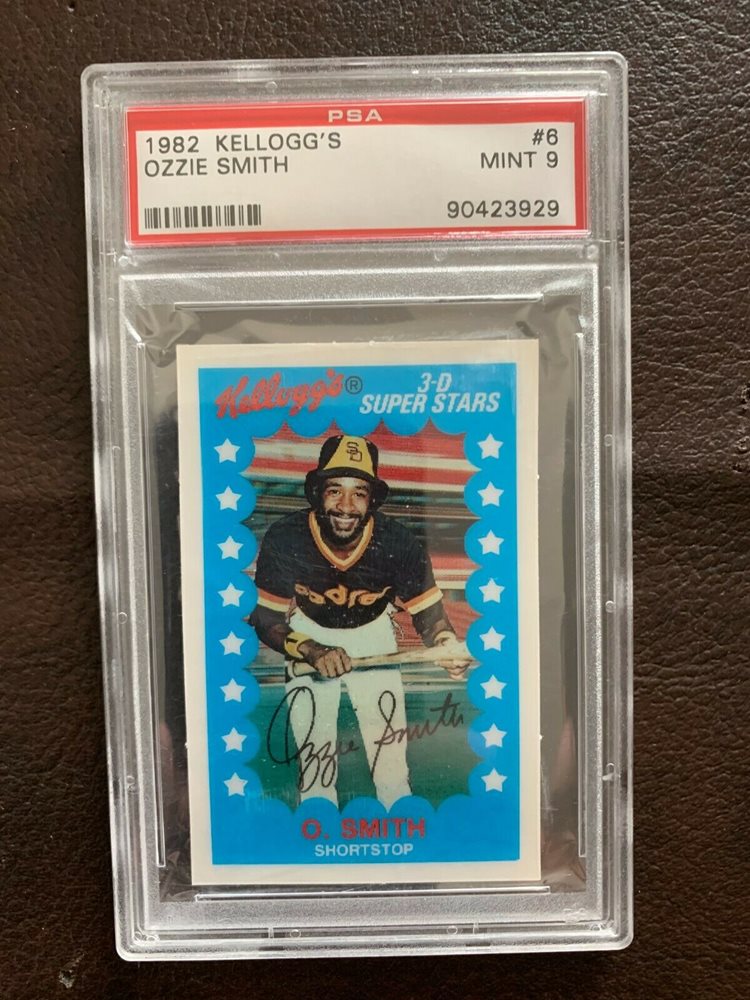 PSA
1982 KELLOGG'S #6
OZZIE SMITH MINT 9
90423929
Kellogg's® 3-D
SUPER STARS
SD
padres
Ozzie Smith
O. SMITH
SHORTSTOP